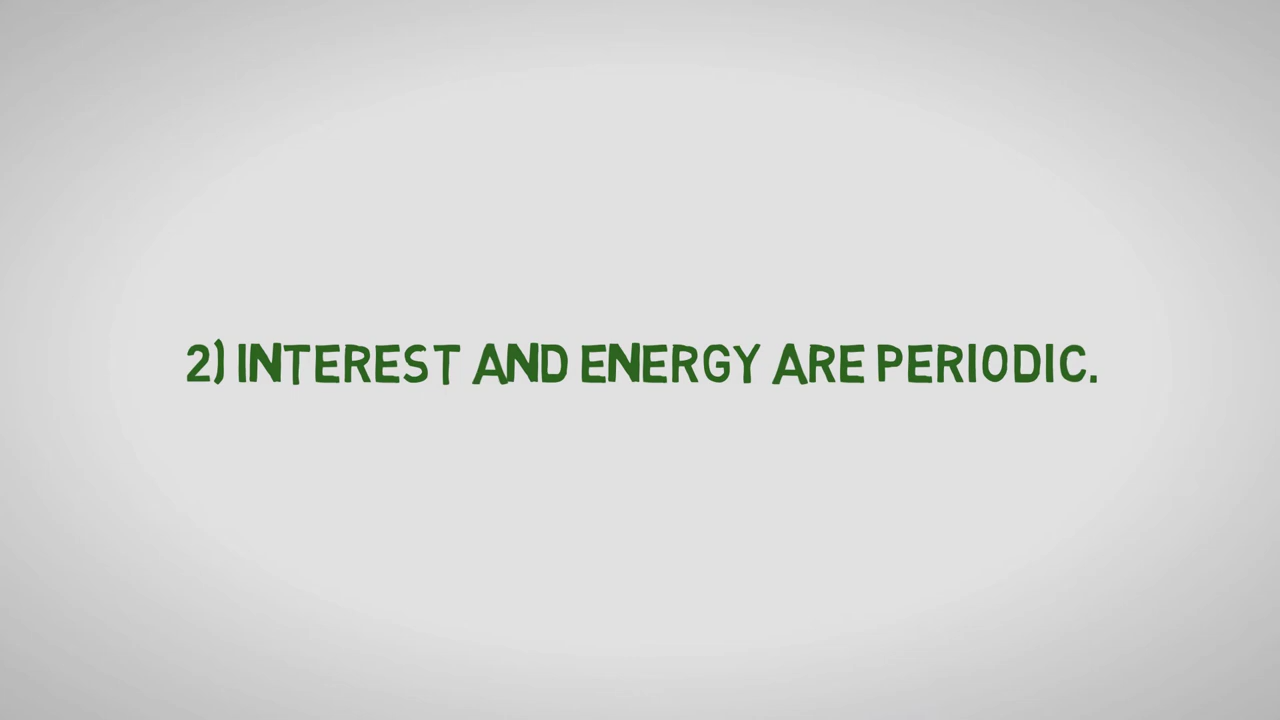 2) INTEREST AND ENERGY ARE PERIODIC.